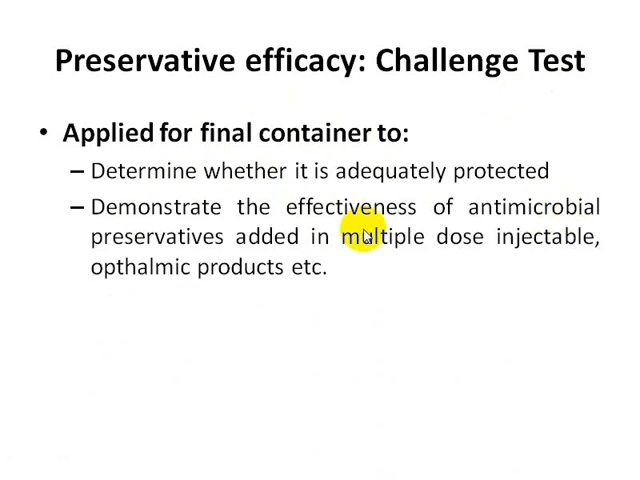 Preservative efficacy: Challenge Test
• Applied for final container to:
– Determine whether it is adequately protected
– Demonstrate the effectiveness of antimicrobial
preservatives added in multiple dose injectable,
opthalmic products etc.